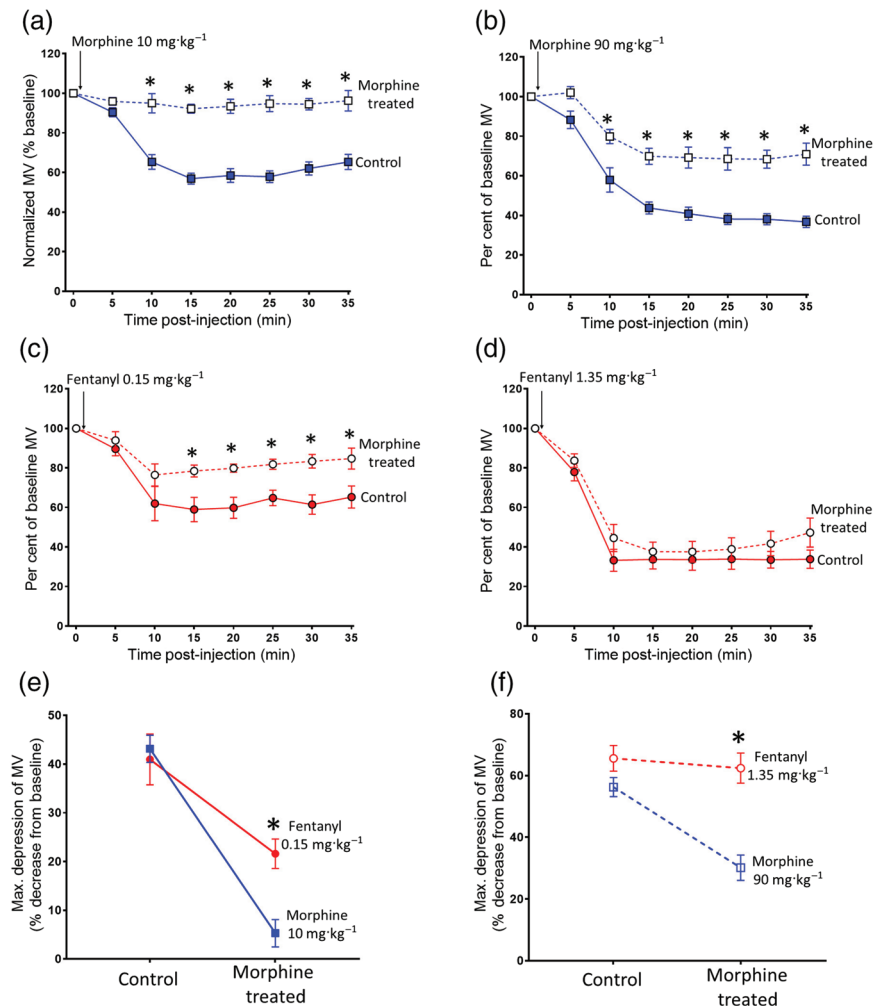 (a)
Morphine 10 mg·kg⁻¹
Normalized MV (% baseline)
120
100
80
60
40
20
0
* * * * * *
Morphine
treated
Control
0 5 10 15 20 25 30 35
Time post-injection (min)
(b)
Morphine 90 mg·kg⁻¹
Per cent of baseline MV
120
100
80
60
40
20
0
* * * * * *
Morphine
treated
Control
0 5 10 15 20 25 30 35
Time post-injection (min)
(c)
Fentanyl 0.15 mg·kg⁻¹
Per cent of baseline MV
120
100
80
60
40
20
0
* * * * *
Morphine
treated
Control
0 5 10 15 20 25 30 35
Time post-injection (min)
(d)
Fentanyl 1.35 mg·kg⁻¹
Per cent of baseline MV
120
100
80
60
40
20
0
Morphine
treated
Control
0 5 10 15 20 25 30 35
Time post-injection (min)
(e)
Max. depression of MV
(% decrease from baseline)
50
40
30
20
10
0
*
Fentanyl
0.15 mg·kg⁻¹
Morphine
10 mg·kg⁻¹
Control
Morphine
treated
(f)
Max. depression of MV
(% decrease from baseline)
80
60
40
20
0
*
Fentanyl
1.35 mg·kg⁻¹
Morphine
90 mg·kg⁻¹
Control
Morphine
treated